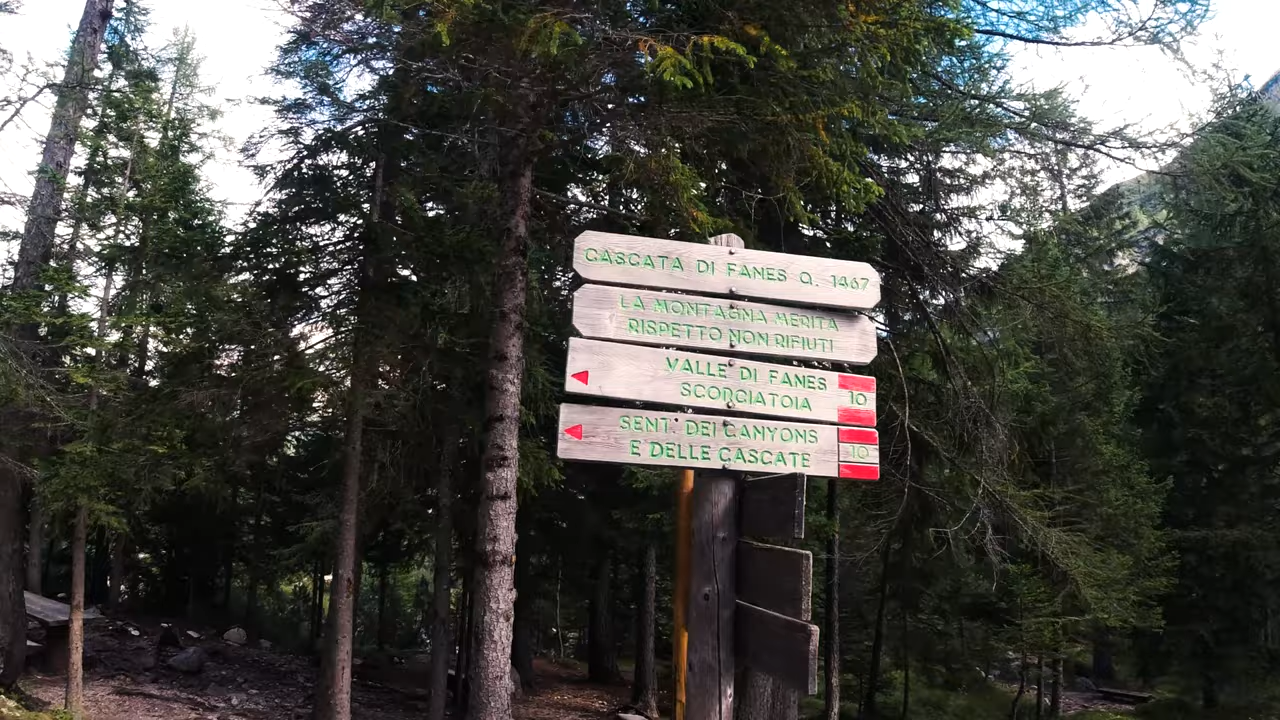 CASCATA DI FANES Q. 1467
LA MONTAGNA MERITA
RISPETTO NON RIFIUTI
VALLE DI FANES
SCORCIATOIA
10
SENT. DEI CANYONS
E DELLE CASCATE
10